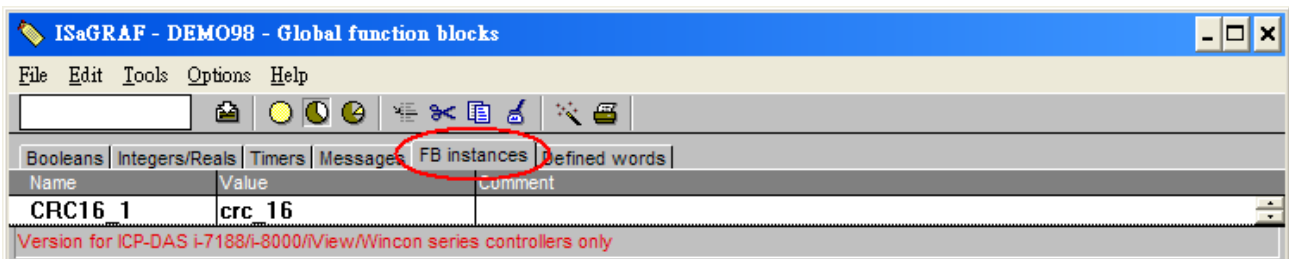 ISaGRAF - DEMO98 - Global function blocks
File Edit Tools Options Help
Booleans Integers/Reals Timers Messages FB instances Defined words
Name Value Comment
CRC16_1 crc_16
Version for ICP-DAS i-7188/i-8000/iView/Wincon series controllers only